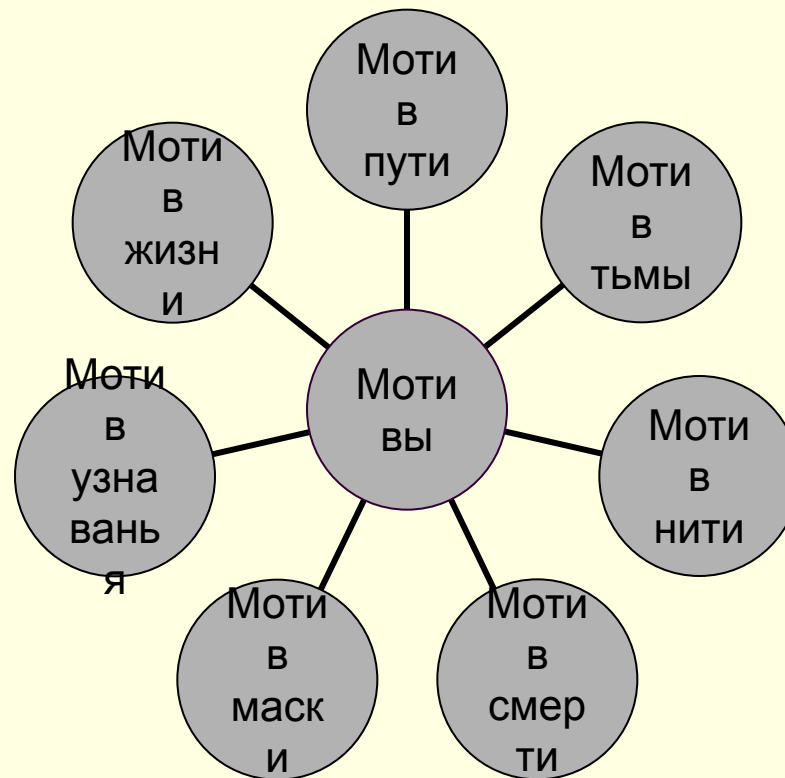 Моти
в
пути
Моти
в
тьмы
Моти
в
нити
Моти
в
смер
ти
Моти
в
маск
и
Моти
в
узна
вань
я
Моти
в
жизн
и
Моти
вы